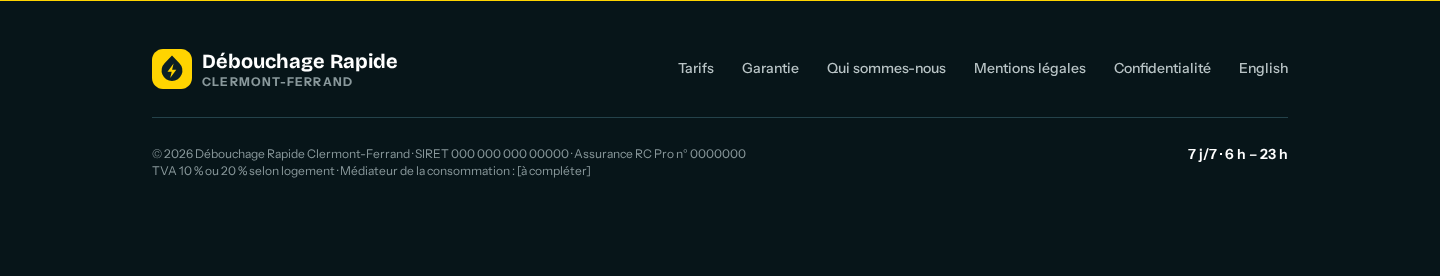 Débouchage Rapide
CLERMONT-FERRAND
Tarifs Garantie Qui sommes-nous Mentions légales Confidentialité English
© 2026 Débouchage Rapide Clermont-Ferrand · SIRET 000 000 000 00000 · Assurance RC Pro n° 0000000
TVA 10 % ou 20 % selon logement · Médiateur de la consommation : [à compléter]
7 j/7 · 6 h – 23 h